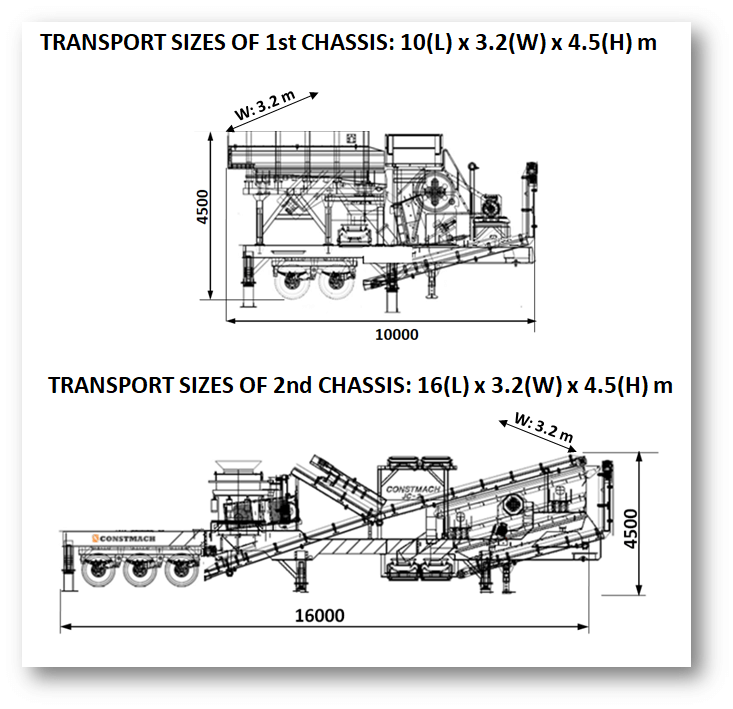 TRANSPORT SIZES OF 1st CHASSIS: 10(L) x 3.2(W) x 4.5(H) m
W: 3.2 m
4500
10000
TRANSPORT SIZES OF 2nd CHASSIS: 16(L) x 3.2(W) x 4.5(H) m
W: 3.2 m
CONSTMACH
CONSTMACH
4500
16000